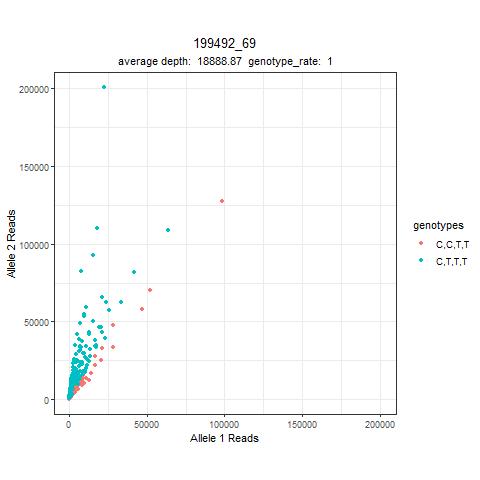 199492_69
average depth:  18888.87  genotype_rate:  1
200000
150000
100000
50000
0
Allele 2 Reads
0 50000 100000 150000 200000
Allele 1 Reads
genotypes
C,C,T,T
C,T,T,T